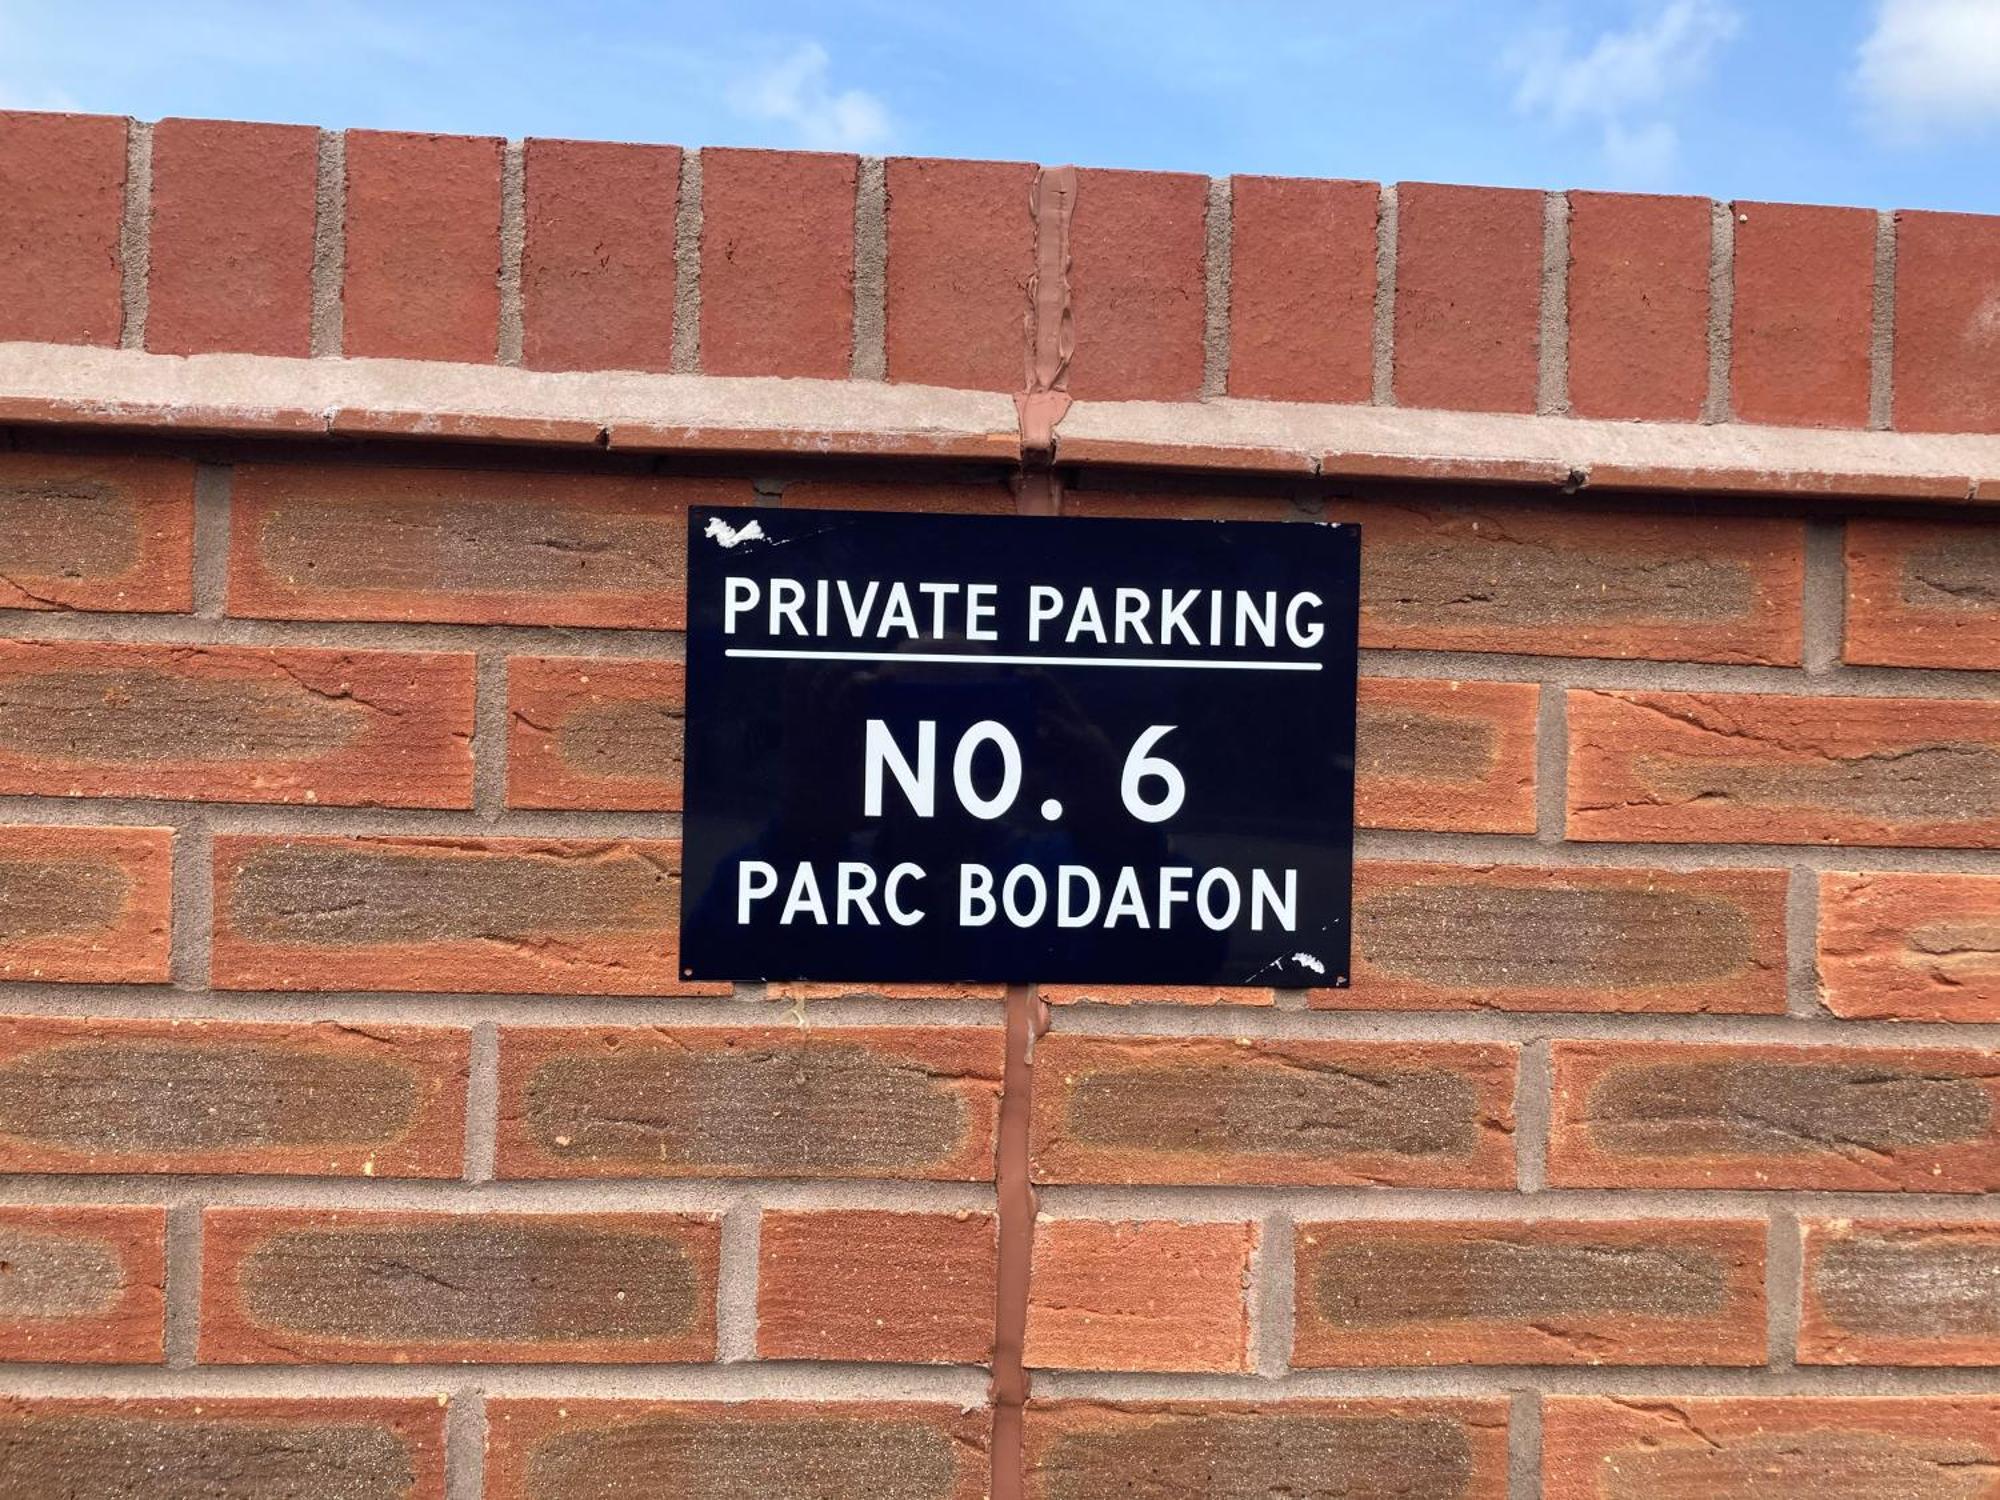 PRIVATE PARKING
NO. 6
PARC BODAFON